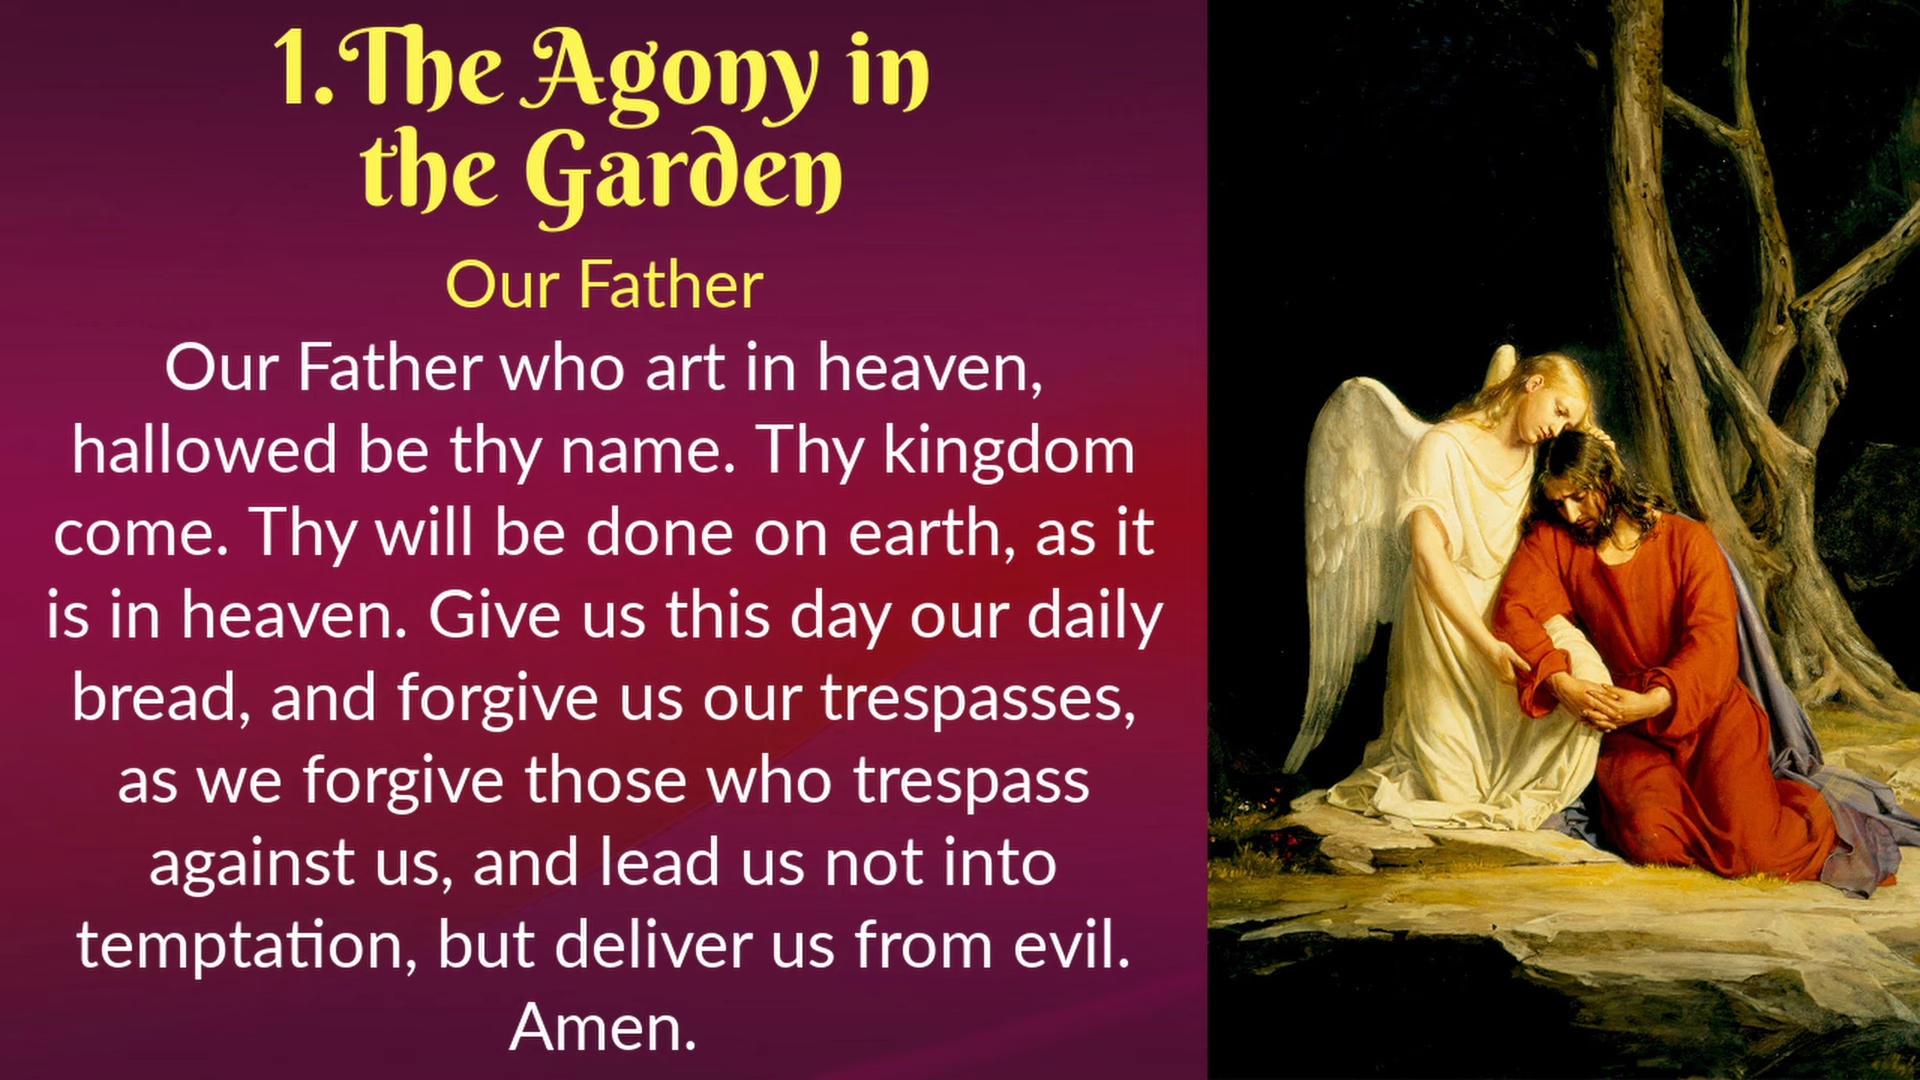 1.The Agony in
the Garden
Our Father
Our Father who art in heaven,
hallowed be thy name. Thy kingdom
come. Thy will be done on earth, as it
is in heaven. Give us this day our daily
bread, and forgive us our trespasses,
as we forgive those who trespass
against us, and lead us not into
temptation, but deliver us from evil.
Amen.